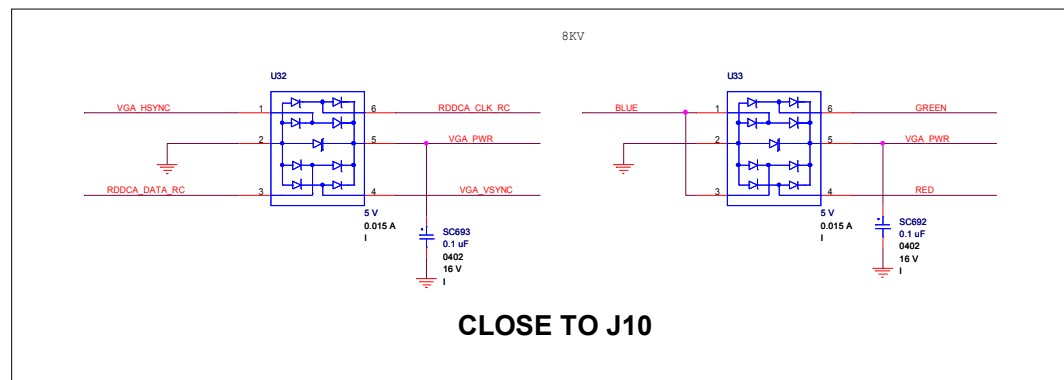 8KV
U32
VGA_HSYNC
1
6
RDDCA_CLK_RC
2
5
VGA_PWR
RDDCA_DATA_RC
3
4
VGA_VSYNC
5 V
0.015 A
I
SC693
0.1 uF
0402
16 V
I
U33
BLUE
1
6
GREEN
2
5
VGA_PWR
3
4
RED
5 V
0.015 A
I
SC692
0.1 uF
0402
16 V
I
CLOSE TO J10